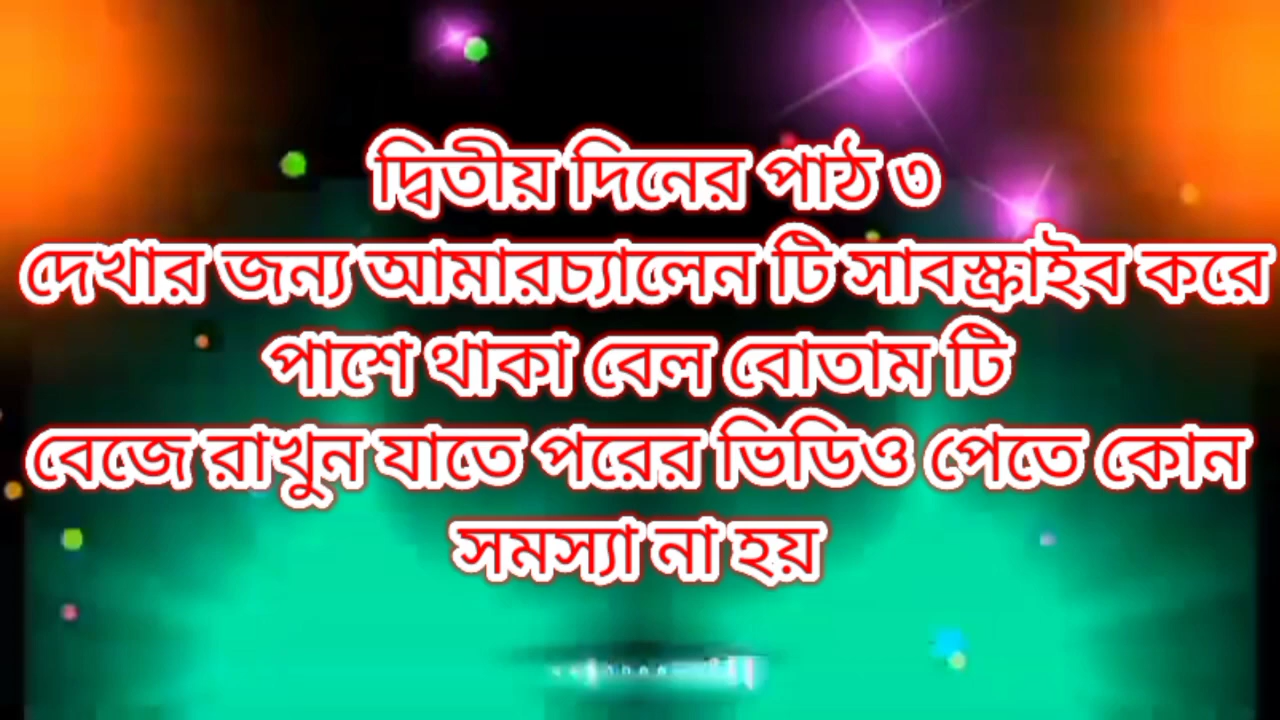 দ্বিতীয় দিনের পাঠ ৩
দেখার জন্য আমারচ্যালেন টি সাবস্ক্রাইব করে
পাশে থাকা বেল বোতাম টি
বেজে রাখুন যাতে পরের ভিডিও পেতে কোন
সমস্যা না হয়